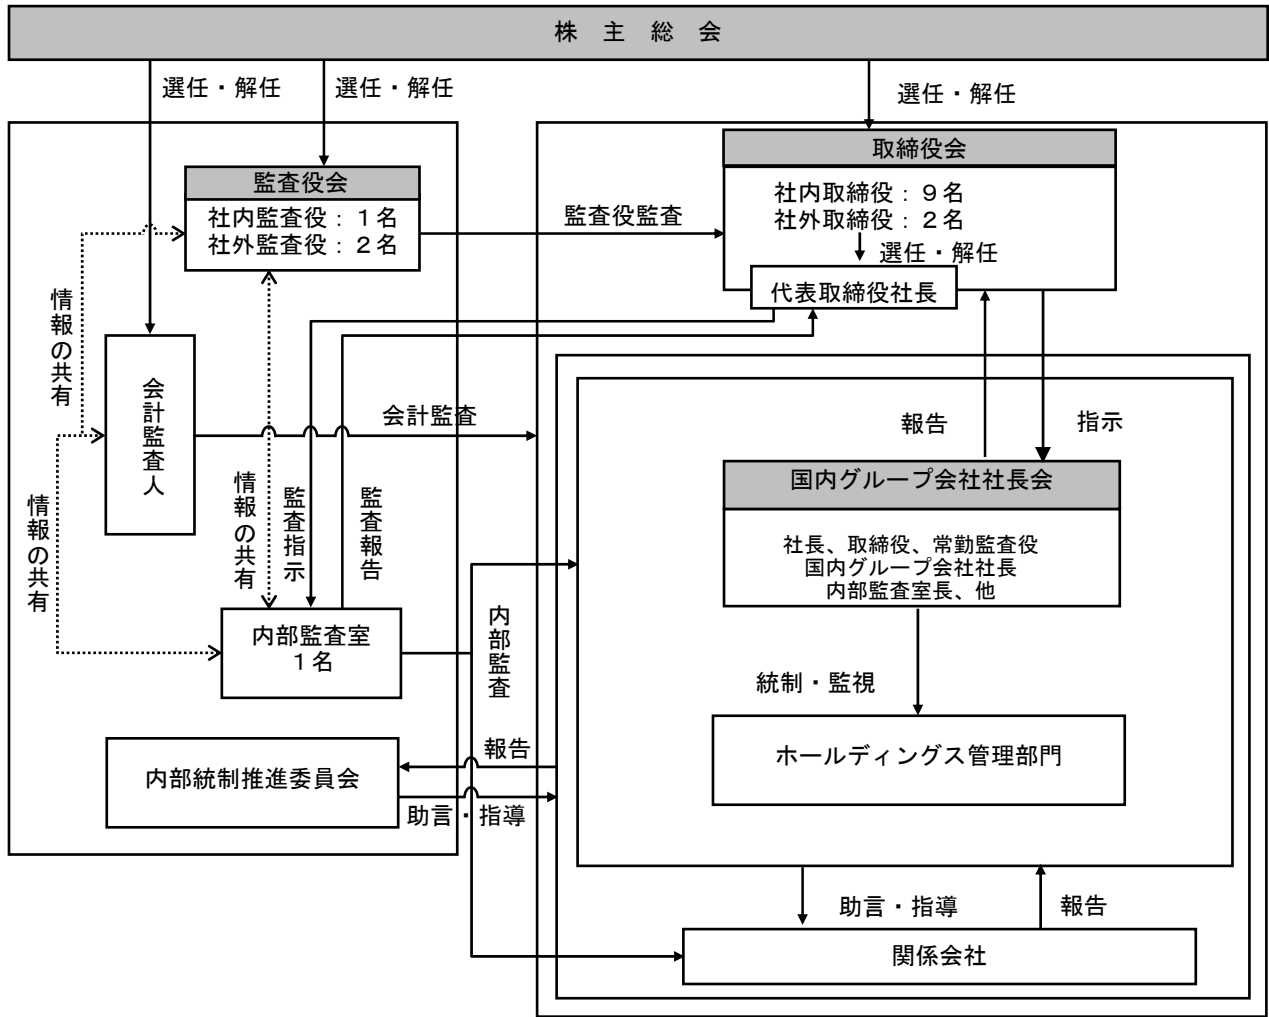 株 主 総 会
選任・解任
選任・解任
選任・解任
取締役会
社内取締役：９名
社外取締役：２名
選任・解任
代表取締役社長
監査役会
社内監査役：１名
社外監査役：２名
監査役監査
情報の共有
会計監査人
会計監査
情報の共有
情報の共有
監査指示
監査報告
内部監査室
１名
内部監査
報告
指示
国内グループ会社社長会
社長、取締役、常勤監査役
国内グループ会社社長
内部監査室長、他
統制・監視
ホールディングス管理部門
内部統制推進委員会
報告
助言・指導
助言・指導
報告
関係会社